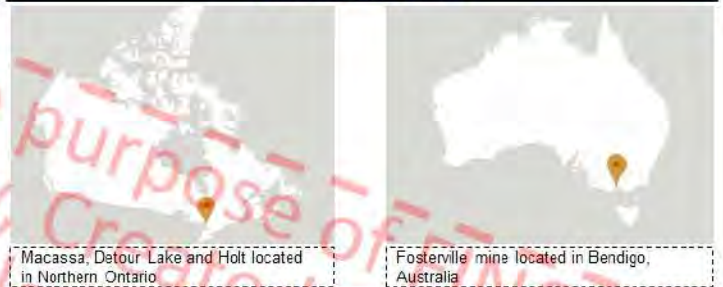 Macassa, Detour Lake and Holt located
in Northern Ontario
Fosterville mine located in Bendigo,
Australia
purpose of
Create